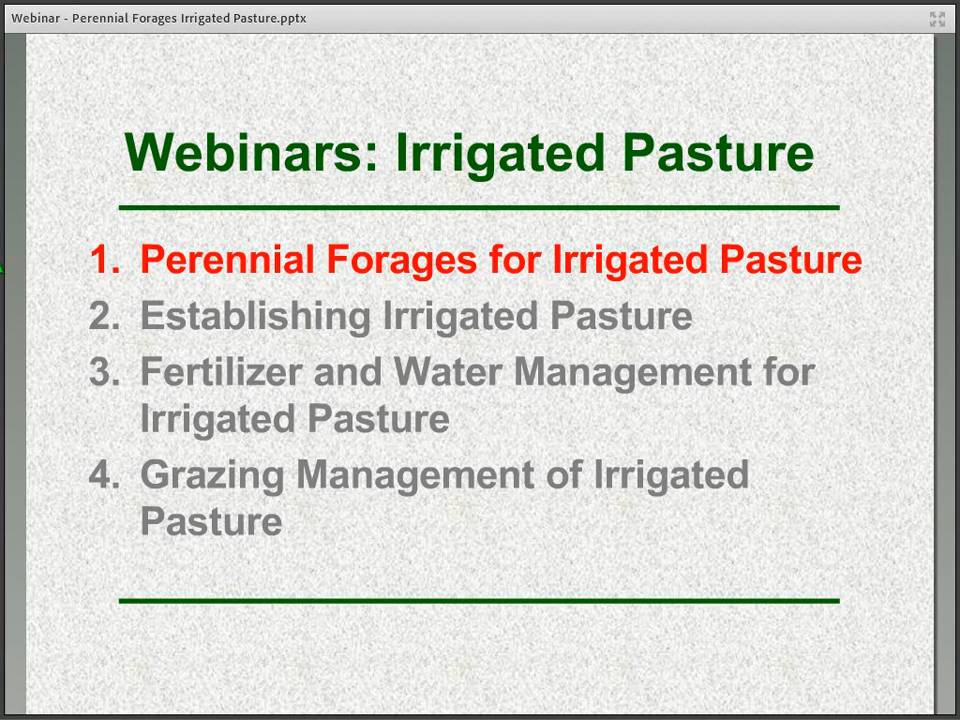 Webinar - Perennial Forages Irrigated Pasture.pptx
Webinars: Irrigated Pasture
1. Perennial Forages for Irrigated Pasture
2. Establishing Irrigated Pasture
3. Fertilizer and Water Management for
Irrigated Pasture
4. Grazing Management of Irrigated
Pasture